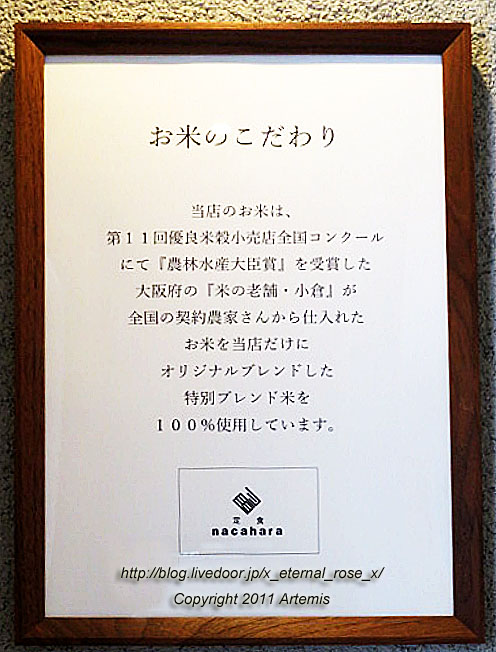 お米のこだわり
当店のお米は、
第１１回優良米穀小売店全国コンクール
にて『農林水産大臣賞』を受賞した
大阪府の『米の老舗・小倉』が
全国の契約農家さんから仕入れた
お米を当店だけに
オリジナルブレンドした
特別ブレンド米を
１００％使用しています。
定食
nacahara
http://blog.livedoor.jp/x_eternal_rose_x/
Copyright 2011 Artemis